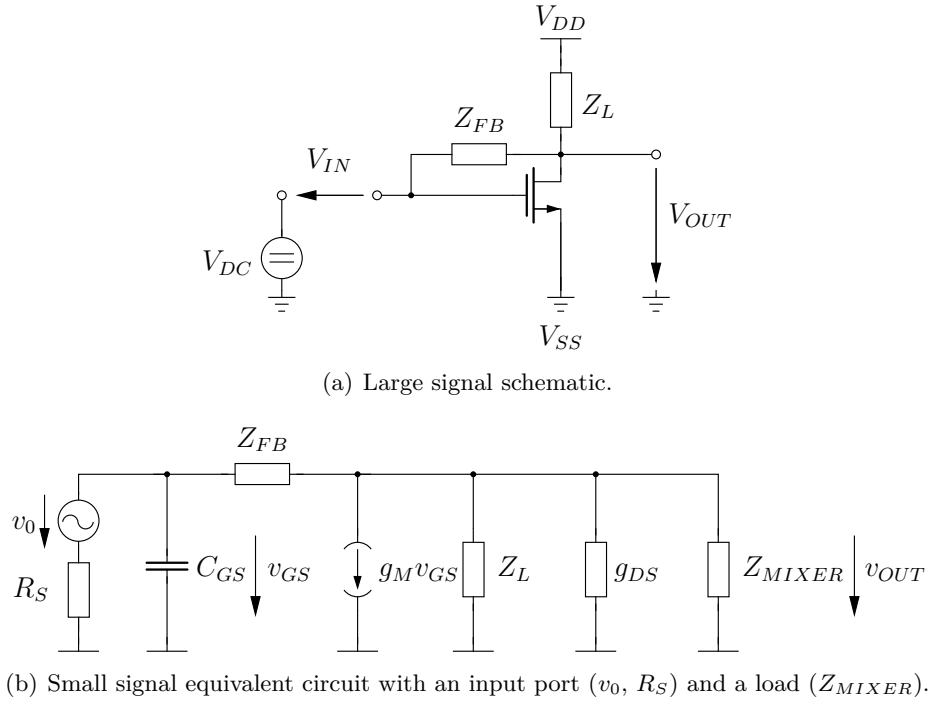 V_DD
Z_L
Z_FB
V_IN
V_OUT
V_DC
V_SS
(a) Large signal schematic.
Z_FB
v_0
R_S
C_GS
v_GS
g_M v_GS
Z_L
g_DS
Z_MIXER
v_OUT
(b) Small signal equivalent circuit with an input port (v_0, R_S) and a load (Z_MIXER).